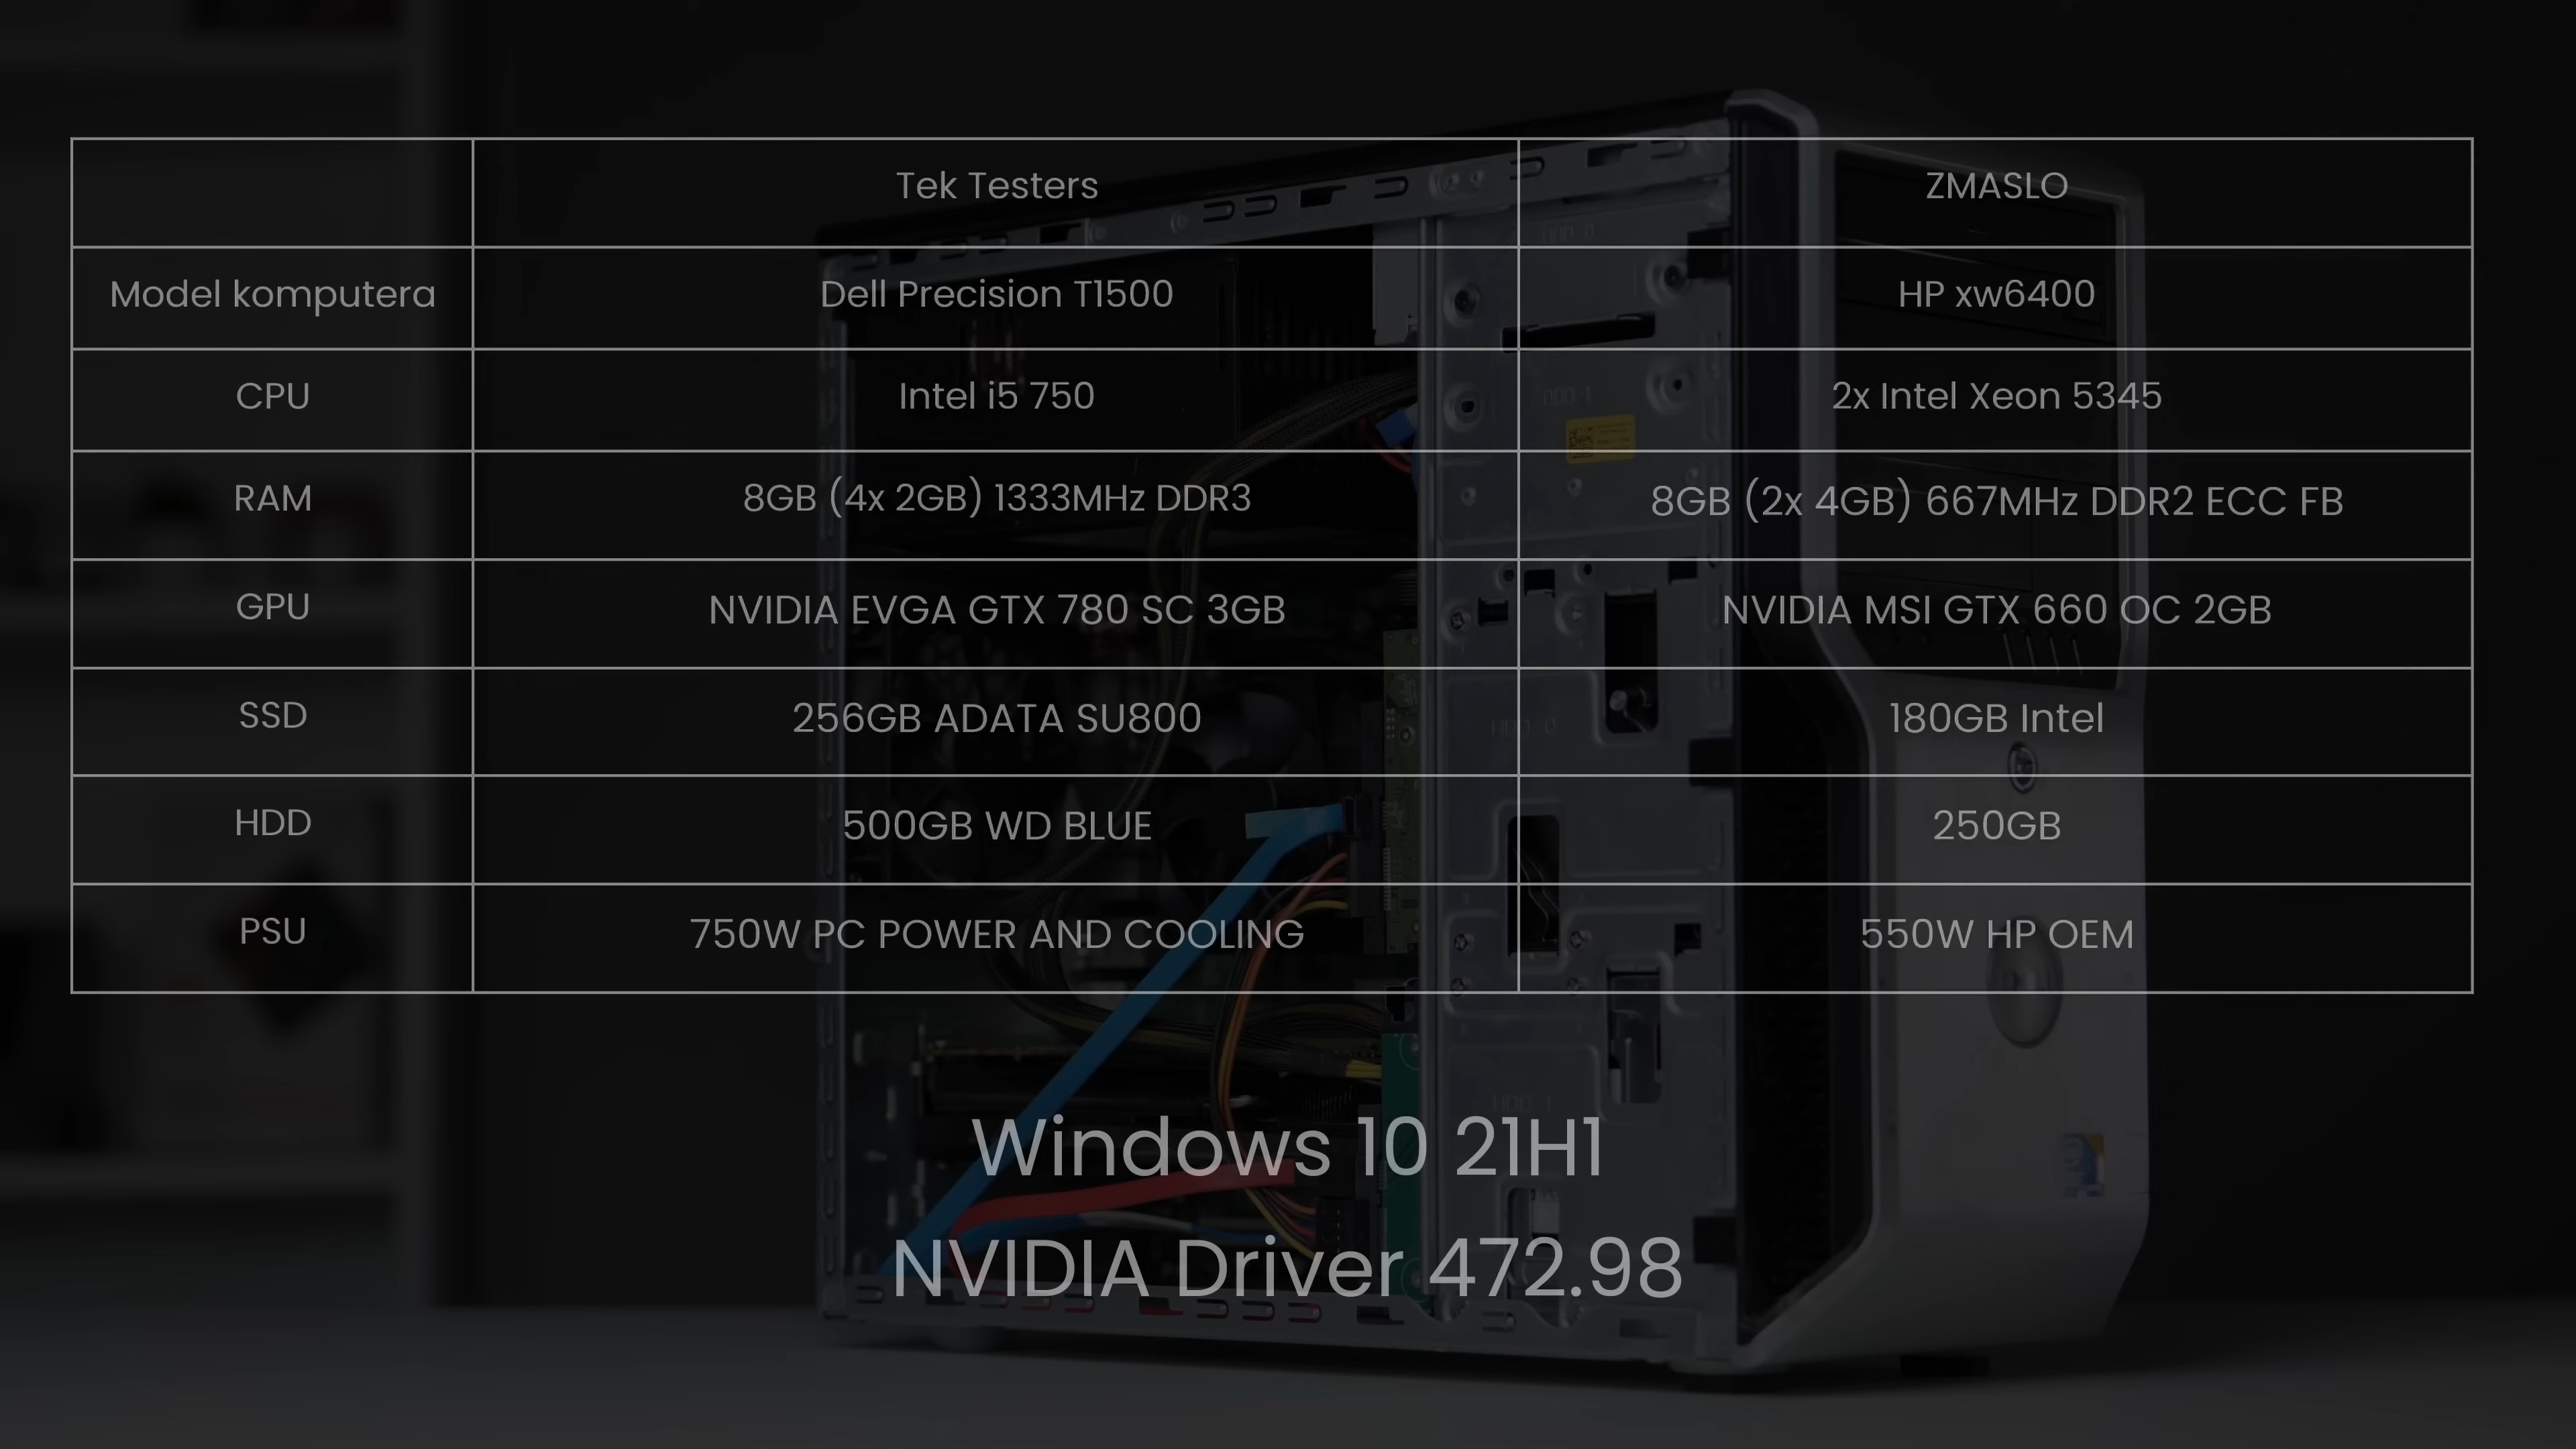 Tek Testers ZMASLO
Model komputera Dell Precision T1500 HP xw6400
CPU Intel i5 750 2x Intel Xeon 5345
RAM 8GB (4x 2GB) 1333MHz DDR3 8GB (2x 4GB) 667MHz DDR2 ECC FB
GPU NVIDIA EVGA GTX 780 SC 3GB NVIDIA MSI GTX 660 OC 2GB
SSD 256GB ADATA SU800 180GB Intel
HDD 500GB WD BLUE 250GB
PSU 750W PC POWER AND COOLING 550W HP OEM
Windows 10 21H1
NVIDIA Driver 472.98